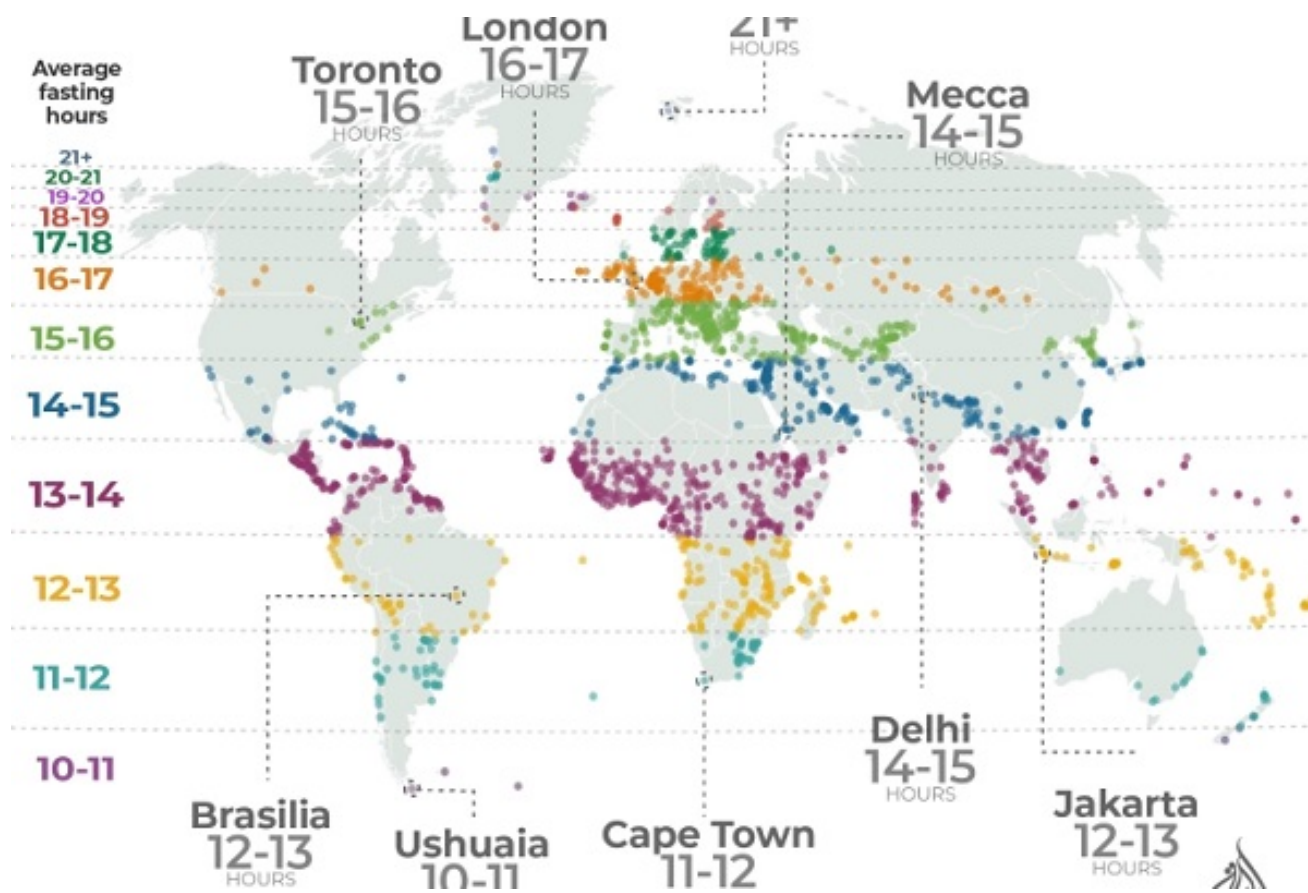 London
16-17
HOURS
21+
HOURS
Average
fasting
hours
Toronto
15-16
HOURS
Mecca
14-15
HOURS
21+
20-21
19-20
18-19
17-18
16-17
15-16
14-15
13-14
12-13
11-12
10-11
Delhi
14-15
HOURS
Brasilia
12-13
HOURS
Ushuaia
10-11
Cape Town
11-12
Jakarta
12-13
HOURS